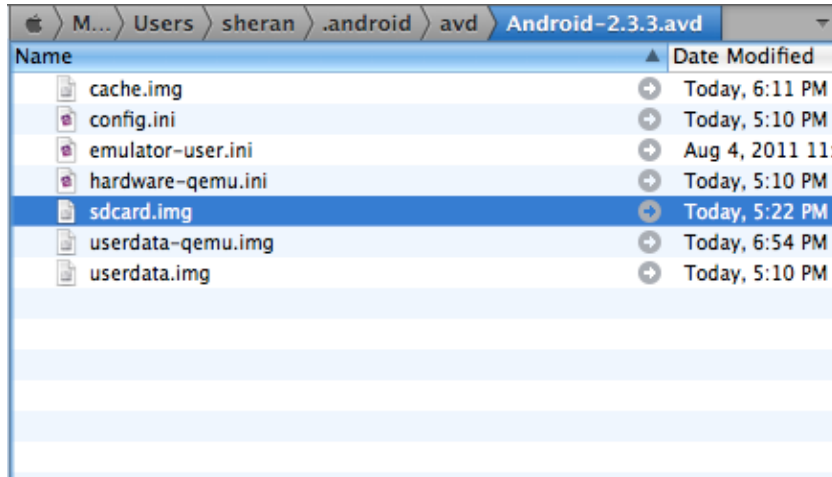 M... Users sheran .android avd Android-2.3.3.avd
Name Date Modified
cache.img Today, 6:11 PM
config.ini Today, 5:10 PM
emulator-user.ini Aug 4, 2011 11:
hardware-qemu.ini Today, 5:10 PM
sdcard.img Today, 5:22 PM
userdata-qemu.img Today, 6:54 PM
userdata.img Today, 5:10 PM